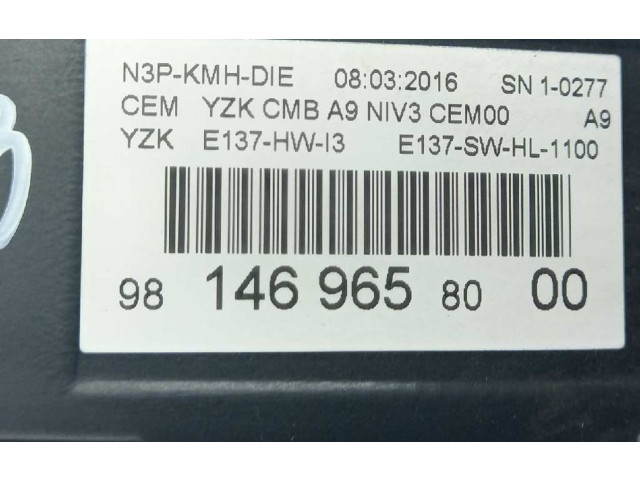 N3P-KMH-DIE 08:03:2016 SN 1-0277
CEM YZK CMB A9 NIV3 CEM00 A9
YZK E137-HW-I3 E137-SW-HL-1100
98 146 965 80 00